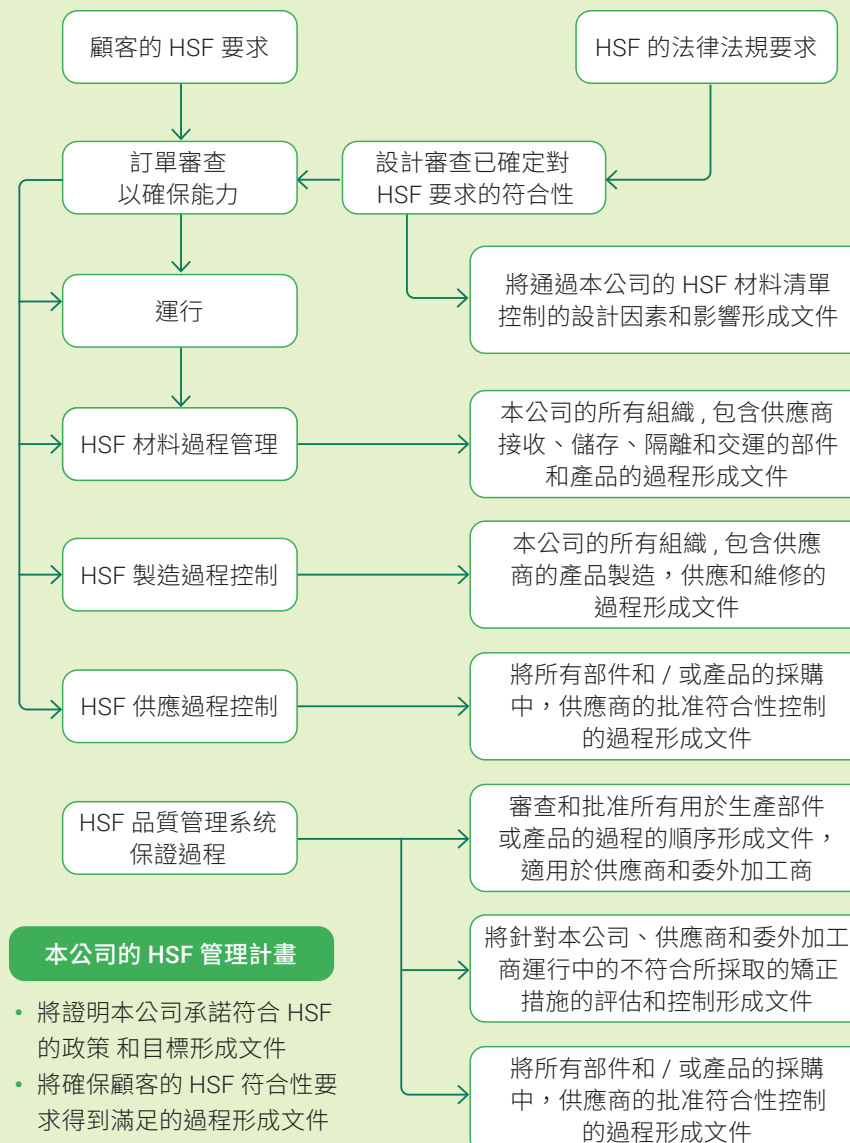 顧客的 HSF 要求
HSF 的法律法規要求
訂單審查
以確保能力
設計審查已確定對
HSF 要求的符合性
將通過本公司的 HSF 材料清單
控制的設計因素和影響形成文件
運行
HSF 材料過程管理
本公司的所有組織 , 包含供應商
接收、儲存、隔離和交運的部件
和產品的過程形成文件
HSF 製造過程控制
本公司的所有組織 , 包含供應
商的產品製造，供應和維修的
過程形成文件
HSF 供應過程控制
將所有部件和 / 或產品的採購
中，供應商的批准符合性控制
的過程形成文件
HSF 品質管理系统
保證過程
審查和批准所有用於生產部件
或產品的過程的順序形成文件，
適用於供應商和委外加工商
將針對本公司、供應商和委外加工
商運行中的不符合所採取的矯正
措施的評估和控制形成文件
將所有部件和 / 或產品的採購
中，供應商的批准符合性控制
的過程形成文件
本公司的 HSF 管理計畫
• 將證明本公司承諾符合 HSF
的政策 和目標形成文件
• 將確保顧客的 HSF 符合性要
求得到滿足的過程形成文件